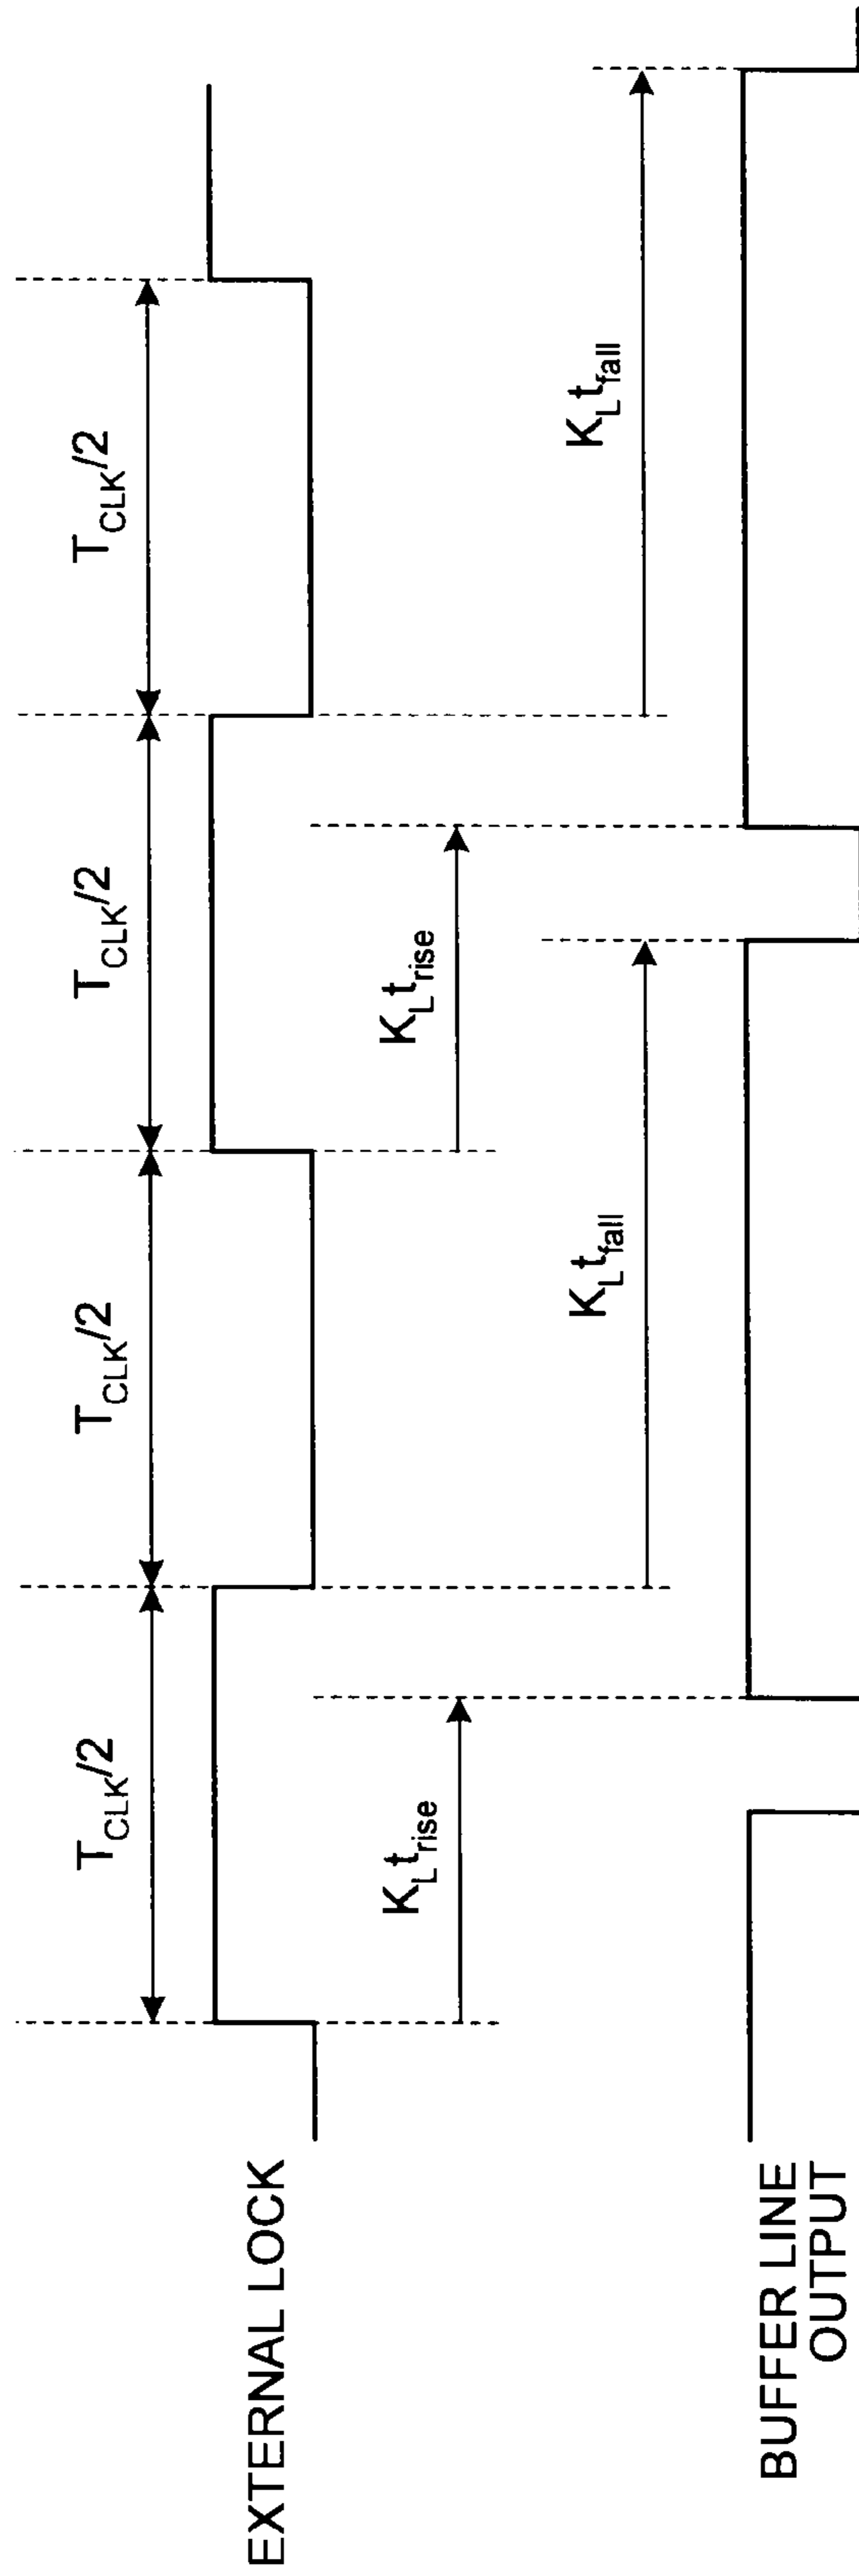 T_CLK/2 T_CLK/2 T_CLK/2 T_CLK/2
EXTERNAL LOCK
K_L t_rise K_L t_rise
K_L t_fall K_L t_fall
BUFFER LINE
OUTPUT